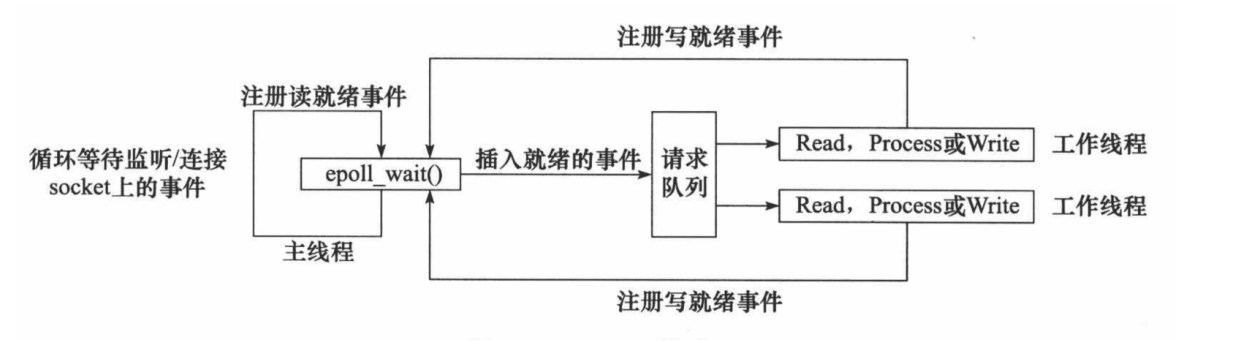 注册写就绪事件
注册读就绪事件
循环等待监听/连接
socket上的事件
epoll_wait()
插入就绪的事件
请求
队列
Read，Process或Write
工作线程
Read，Process或Write
工作线程
主线程
注册写就绪事件